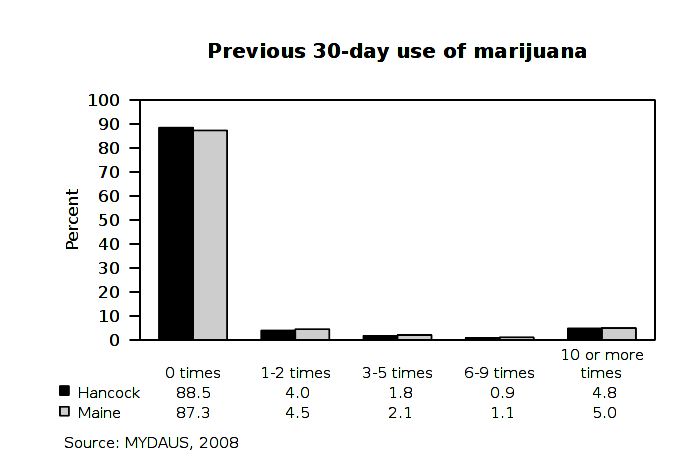 Previous 30-day use of marijuana
Percent
100
90
80
70
60
50
40
30
20
10
0
0 times 1-2 times 3-5 times 6-9 times 10 or more times
Hancock 88.5 4.0 1.8 0.9 4.8
Maine 87.3 4.5 2.1 1.1 5.0
Source: MYDAUS, 2008